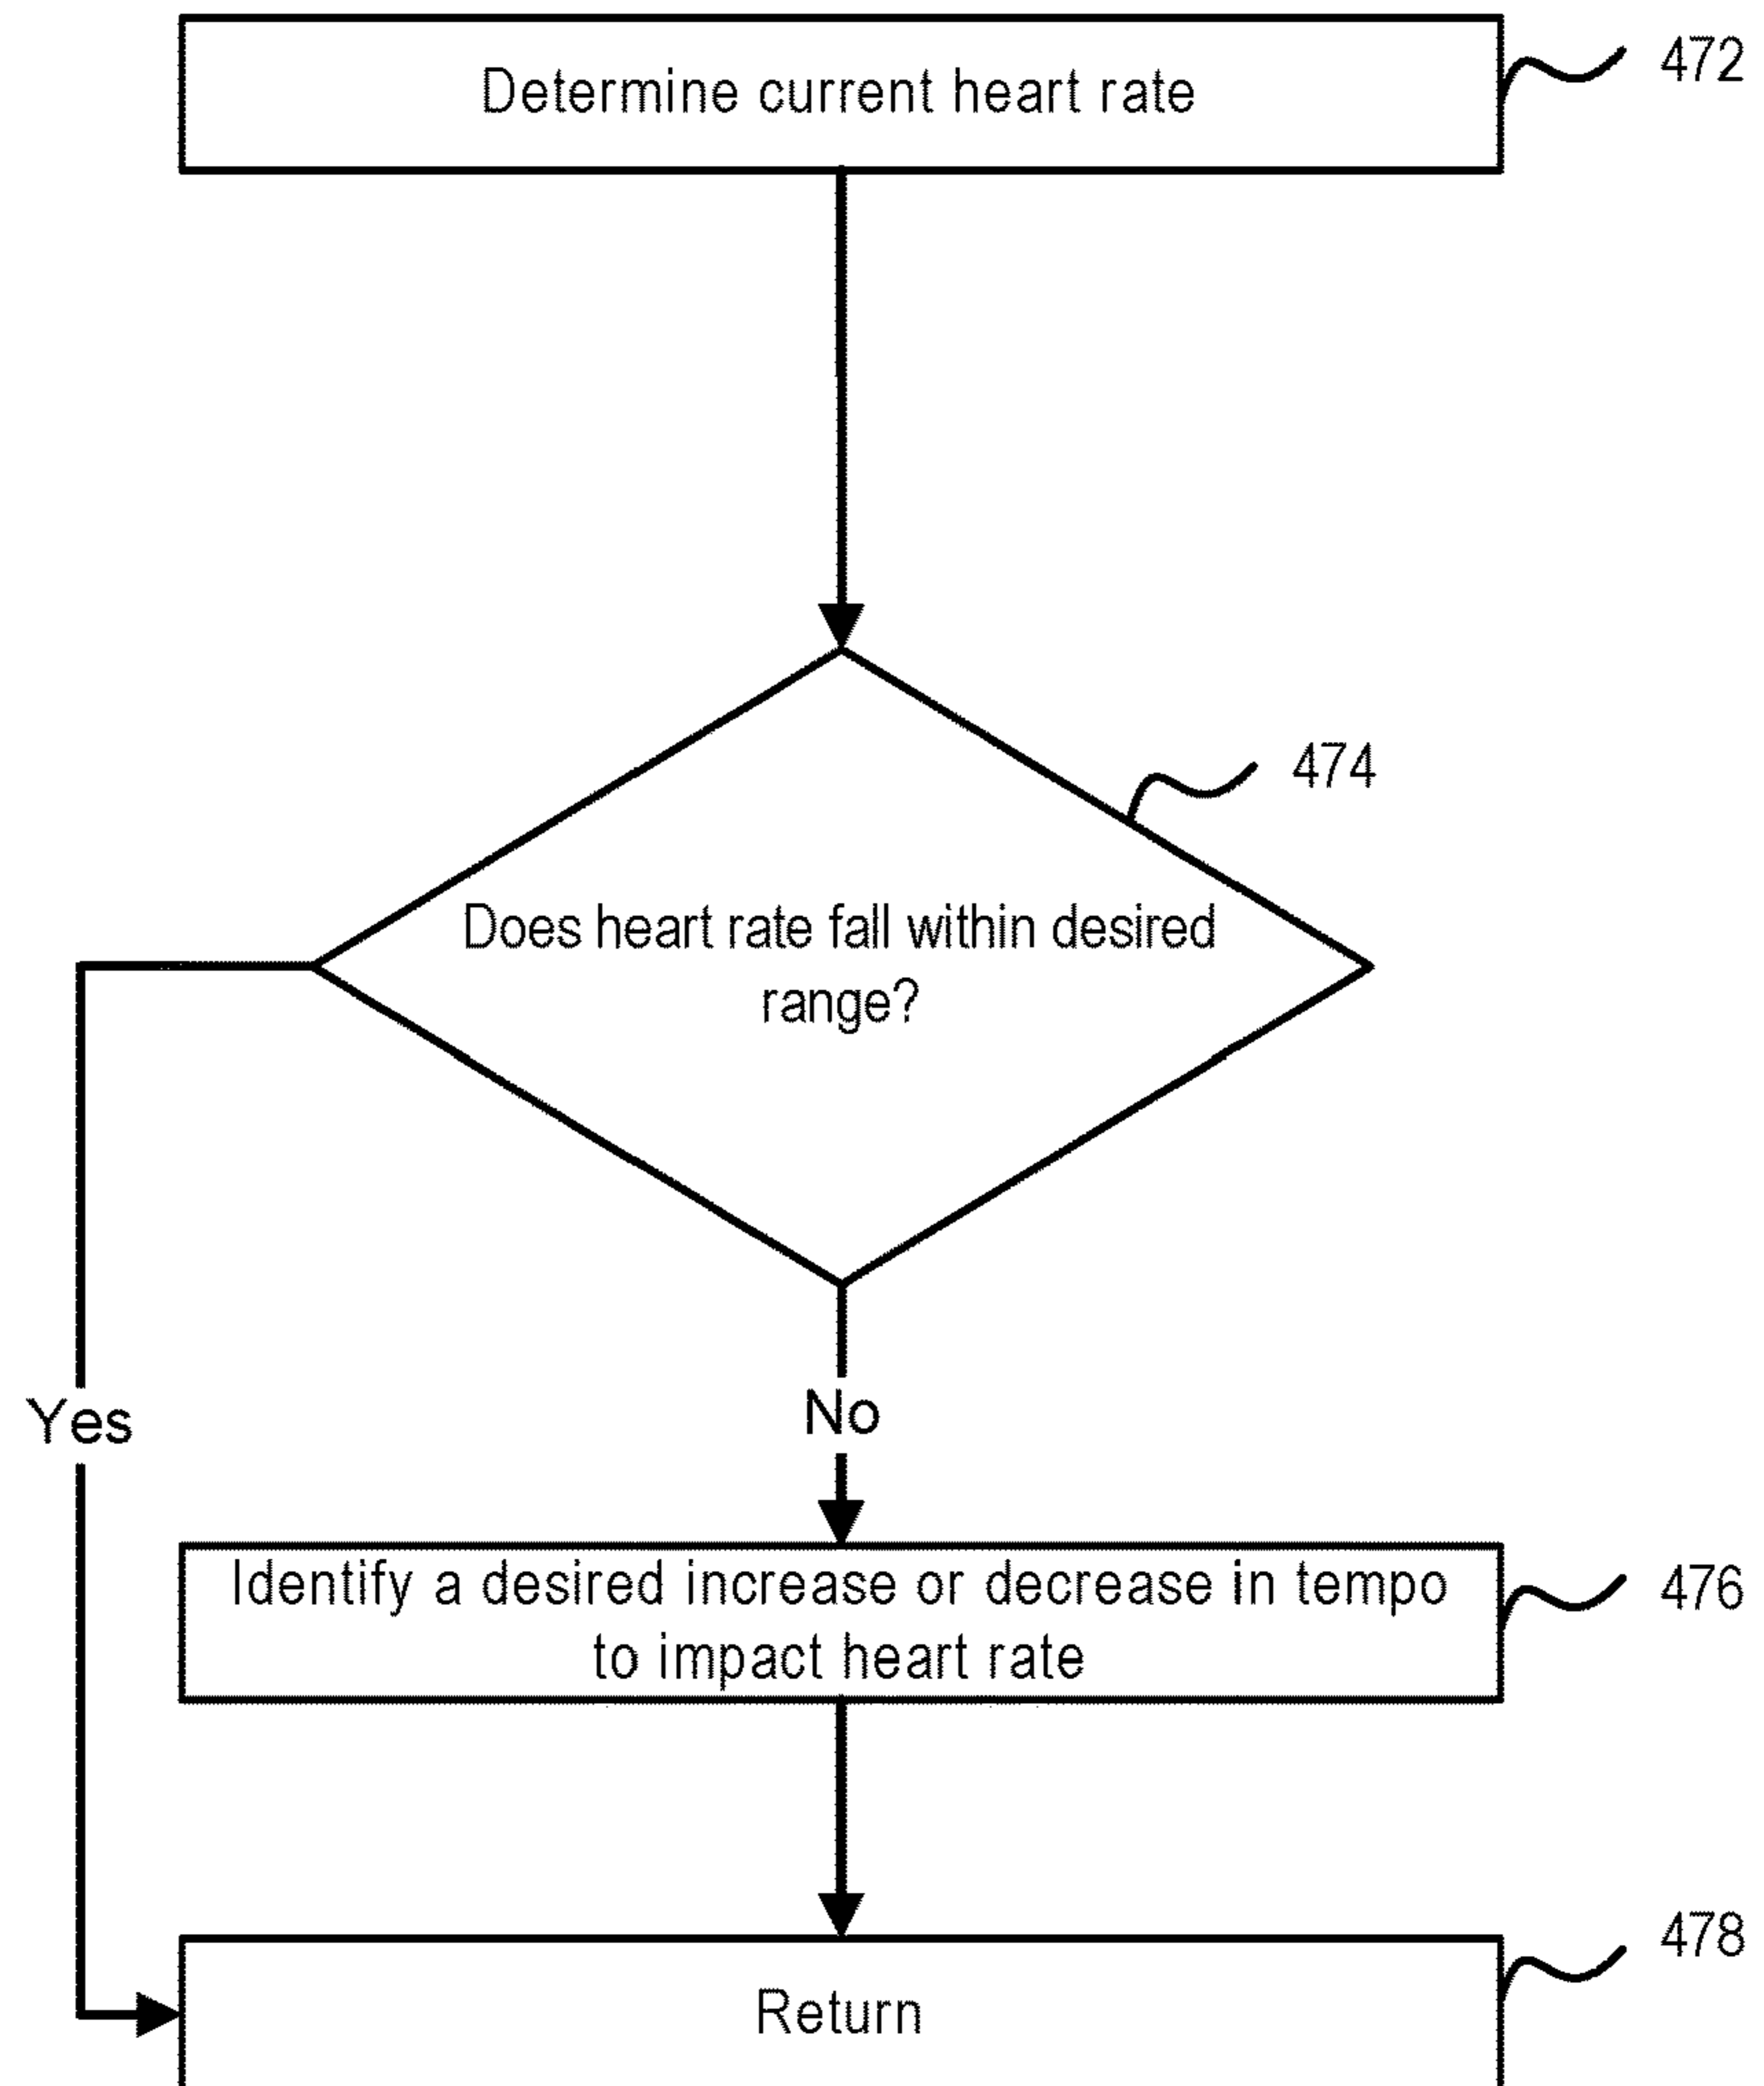 Determine current heart rate
472
474
Does heart rate fall within desired
range?
Yes
No
Identify a desired increase or decrease in tempo
to impact heart rate
476
478
Return